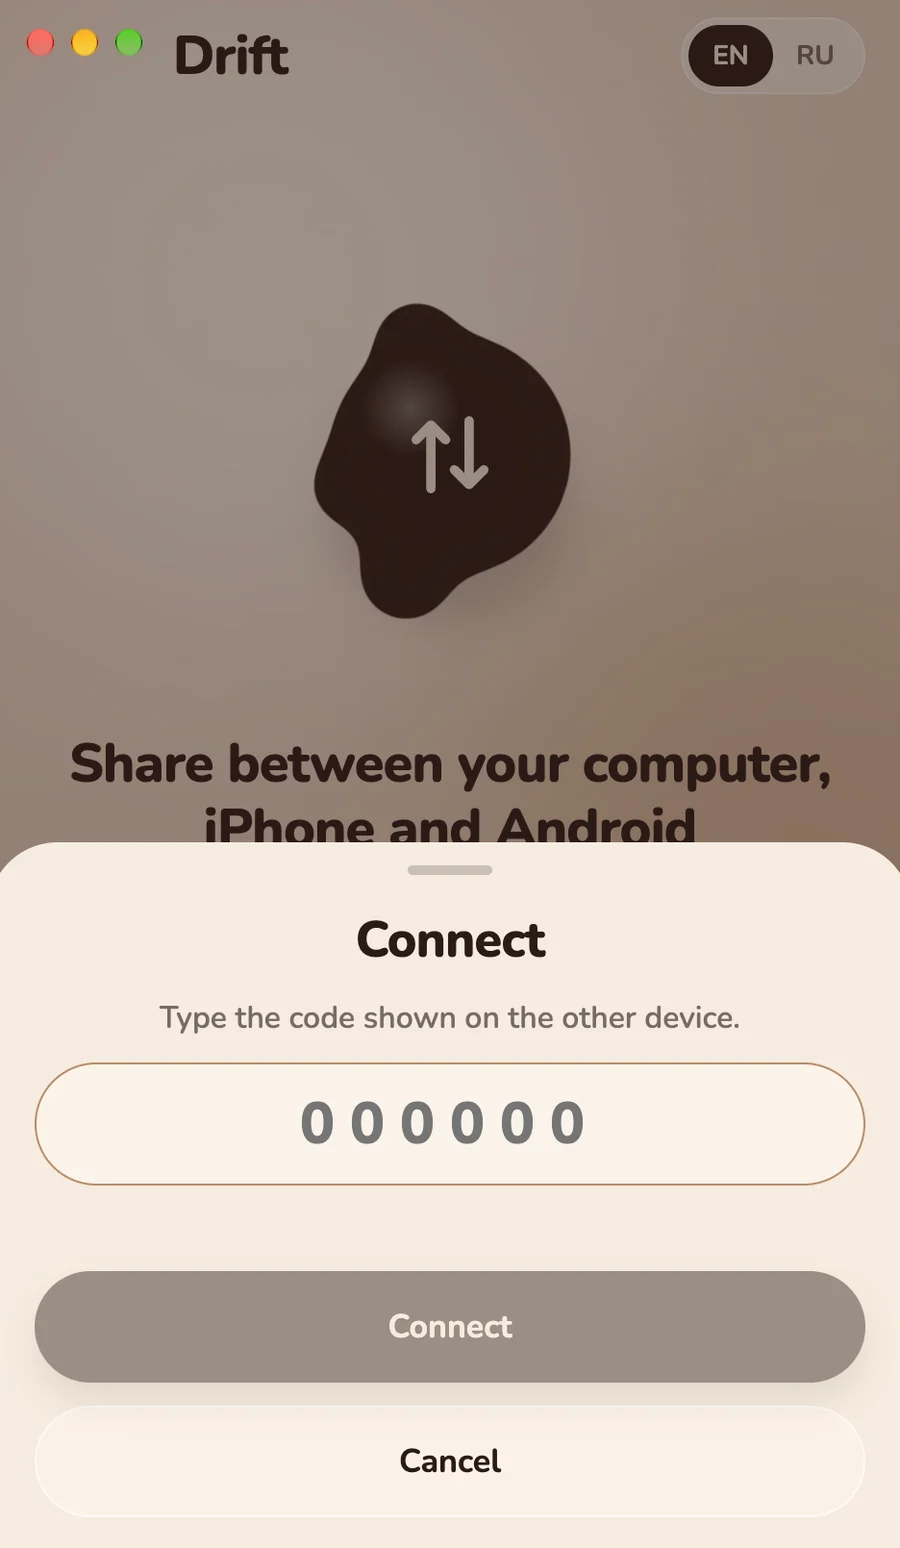 Drift
EN RU
Share between your computer,
iPhone and Android
Connect
Type the code shown on the other device.
000000
Connect
Cancel